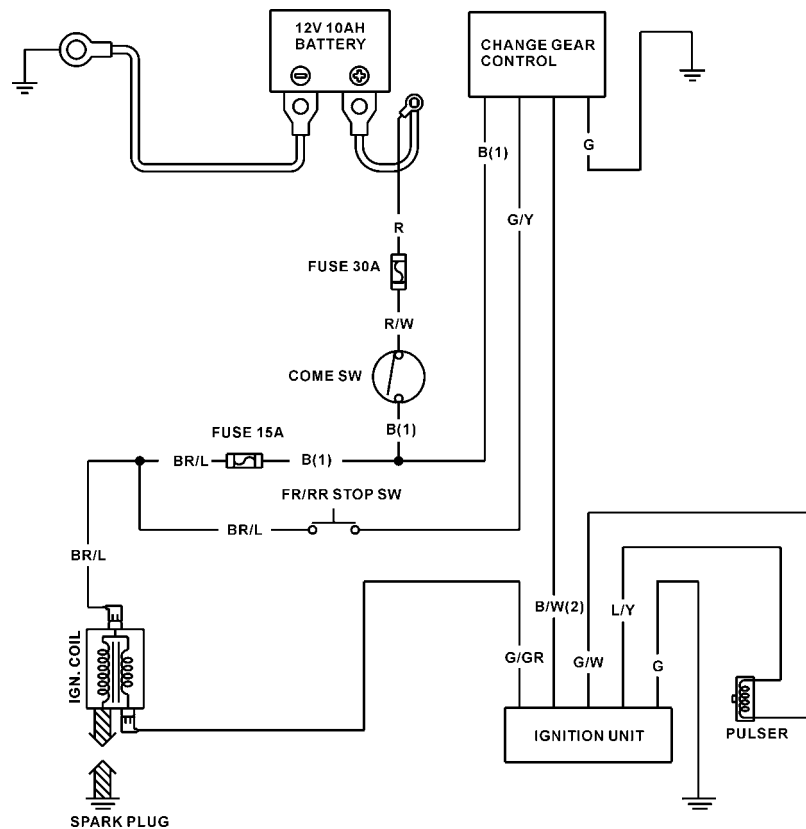 12V 10AH
BATTERY
CHANGE GEAR
CONTROL
G
B(1)
G/Y
R
FUSE 30A
R/W
COME SW
B(1)
FUSE 15A
BR/L
B(1)
FR/RR STOP SW
BR/L
BR/L
B/W(2)
L/Y
G/GR
G/W
G
IGN. COIL
IGNITION UNIT
PULSER
SPARK PLUG